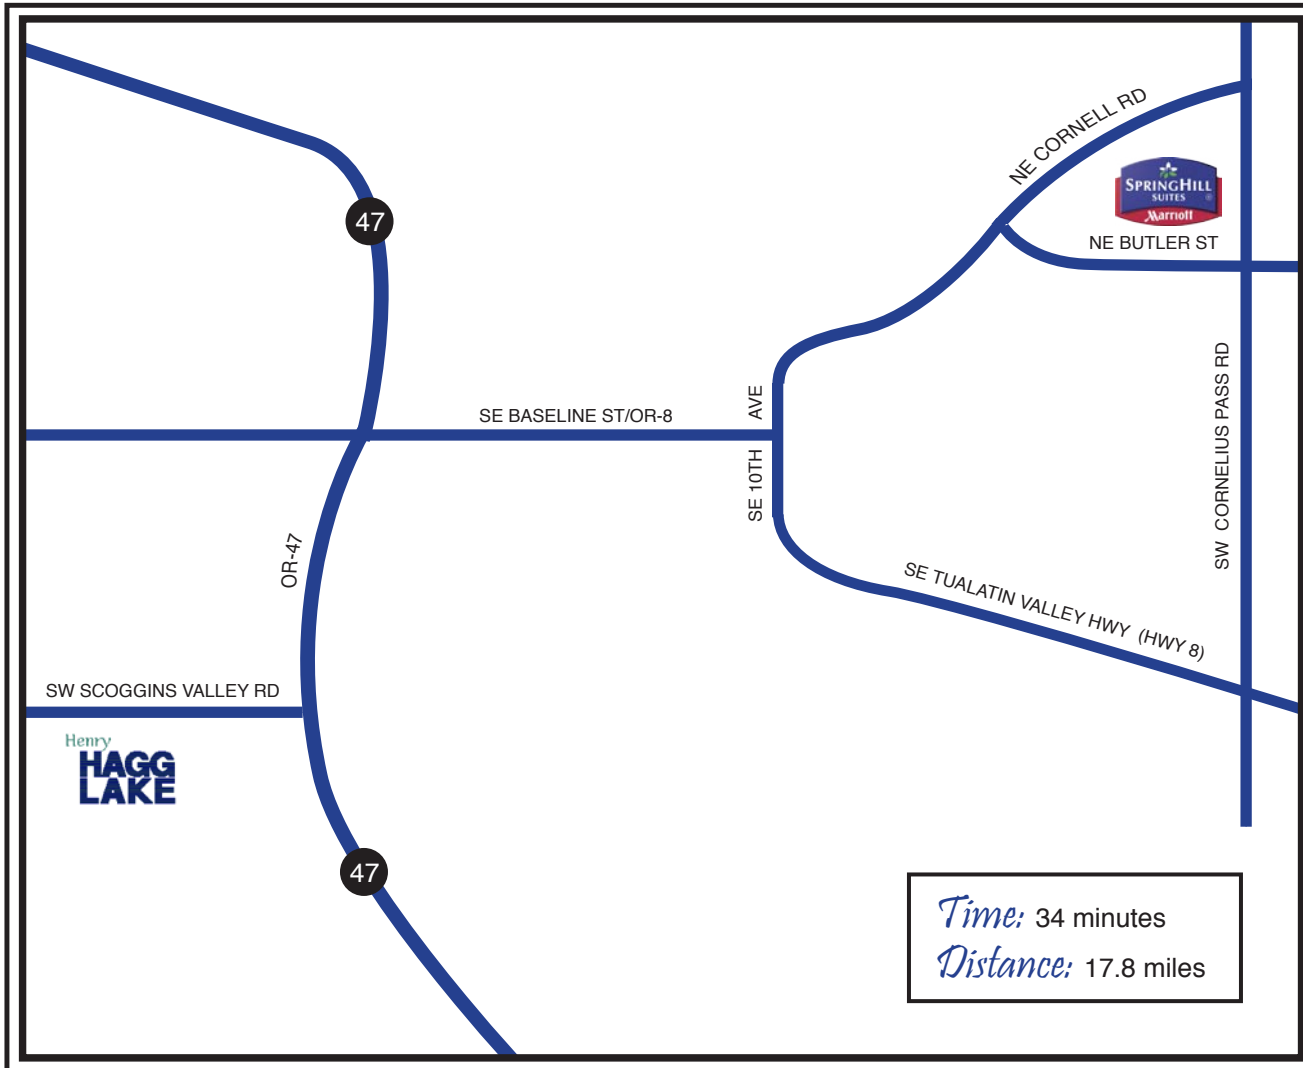 NE CORNELL RD
SPRINGHILL
SUITES
®
Marriott
47
NE BUTLER ST
SE BASELINE ST/OR-8
SE 10TH AVE
SW CORNELIUS PASS RD
OR-47
SE TUALATIN VALLEY HWY (HWY 8)
SW SCOGGINS VALLEY RD
Henry
HAGG
LAKE
47
Time: 34 minutes
Distance: 17.8 miles